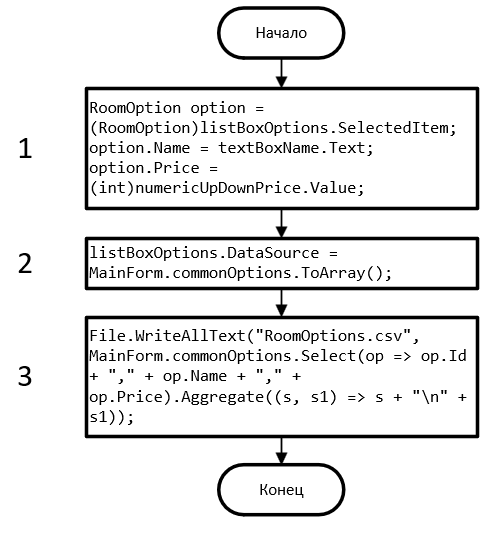 Начало
1
RoomOption option =
(RoomOption)listBoxOptions.SelectedItem;
option.Name = textBoxName.Text;
option.Price =
(int)numericUpDownPrice.Value;
2
listBoxOptions.DataSource =
MainForm.commonOptions.ToArray();
3
File.WriteAllText("RoomOptions.csv",
MainForm.commonOptions.Select(op => op.Id
+ "," + op.Name + "," +
op.Price).Aggregate((s, s1) => s + "\n" +
s1));
Конец